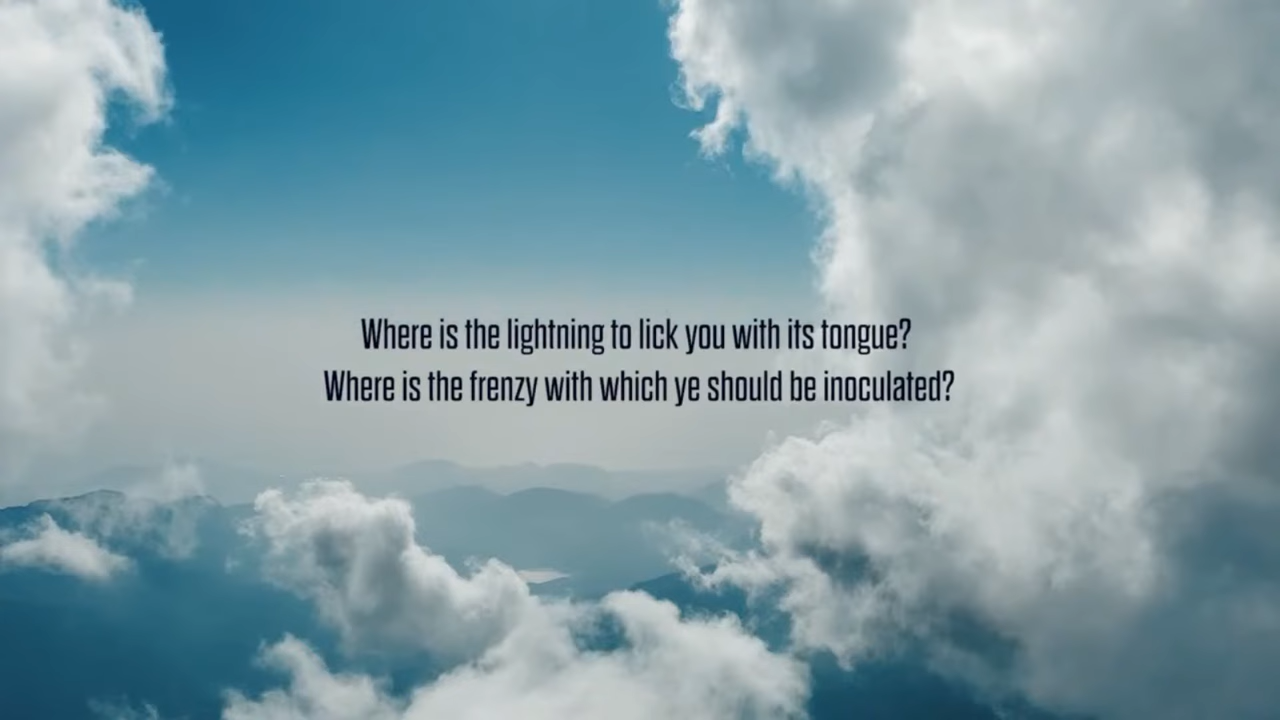 Where is the lightning to lick you with its tongue?
Where is the frenzy with which ye should be inoculated?